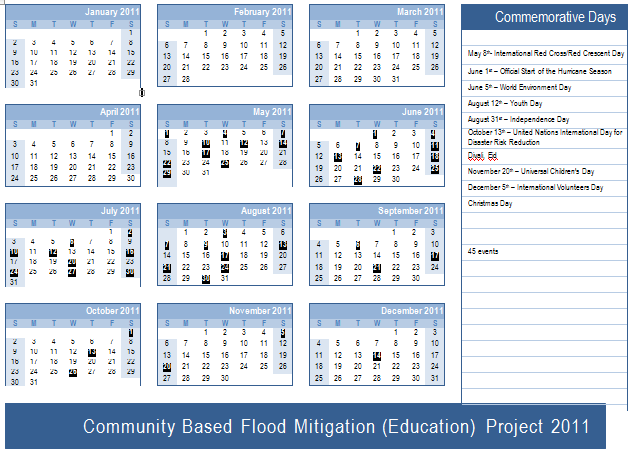 January 2011
S M T W T F S
1
2 3 4 5 6 7 8
9 10 11 12 13 14 15
16 17 18 19 20 21 22
23 24 25 26 27 28 29
30 31
February 2011
S M T W T F S
1 2 3 4 5
6 7 8 9 10 11 12
13 14 15 16 17 18 19
20 21 22 23 24 25 26
27 28
March 2011
S M T W T F S
1 2 3 4 5
6 7 8 9 10 11 12
13 14 15 16 17 18 19
20 21 22 23 24 25 26
27 28 29 30 31
April 2011
S M T W T F S
1 2
3 4 5 6 7 8 9
10 11 12 13 14 15 16
17 18 19 20 21 22 23
24 25 26 27 28 29 30
May 2011
S M T W T F S
1 2 3 4 5 6 7
8 9 10 11 12 13 14
15 16 17 18 19 20 21
22 23 24 25 26 27 28
29 30 31
June 2011
S M T W T F S
1 2 3 4
5 6 7 8 9 10 11
12 13 14 15 16 17 18
19 20 21 22 23 24 25
26 27 28 29 30
July 2011
S M T W T F S
1 2
3 4 5 6 7 8 9
10 11 12 13 14 15 16
17 18 19 20 21 22 23
24 25 26 27 28 29 30
31
August 2011
S M T W T F S
1 2 3 4 5 6
7 8 9 10 11 12 13
14 15 16 17 18 19 20
21 22 23 24 25 26 27
28 29 30 31
September 2011
S M T W T F S
1 2 3
4 5 6 7 8 9 10
11 12 13 14 15 16 17
18 19 20 21 22 23 24
25 26 27 28 29 30
October 2011
S M T W T F S
1
2 3 4 5 6 7 8
9 10 11 12 13 14 15
16 17 18 19 20 21 22
23 24 25 26 27 28 29
30 31
November 2011
S M T W T F S
1 2 3 4 5
6 7 8 9 10 11 12
13 14 15 16 17 18 19
20 21 22 23 24 25 26
27 28 29 30
December 2011
S M T W T F S
1 2 3
4 5 6 7 8 9 10
11 12 13 14 15 16 17
18 19 20 21 22 23 24
25 26 27 28 29 30 31
Commemorative Days
May 8th- International Red Cross/Red Crescent Day
June 1st – Official Start of the Hurricane Season
June 5th – World Environment Day
August 12th – Youth Day
August 31st – Independence Day
October 13th – United Nations International Day for
Disaster Risk Reduction
Ed.
November 20th – Universal Children's Day
December 5th – International Volunteers Day
Christmas Day
45 events
Community Based Flood Mitigation (Education) Project 2011